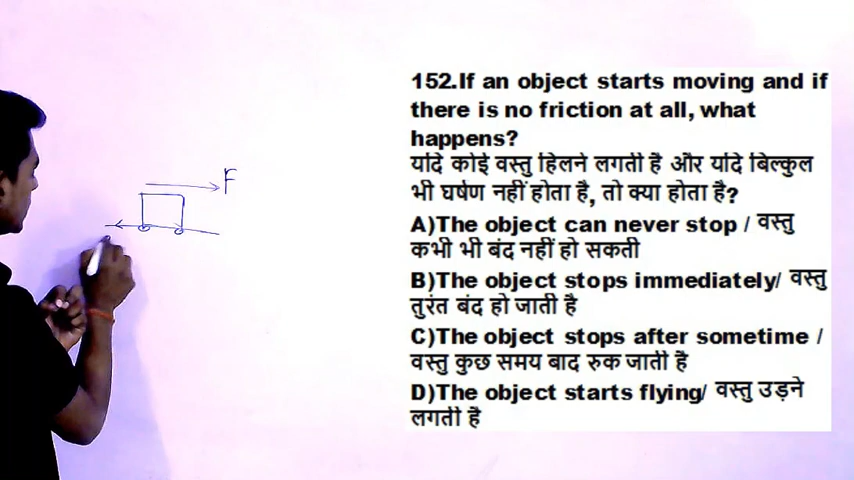 F
152.If an object starts moving and if
there is no friction at all, what
happens?
यदि कोई वस्तु हिलने लगती है और यदि बिल्कुल
भी घर्षण नहीं होता है, तो क्या होता है?
A)The object can never stop / वस्तु
कभी भी बंद नहीं हो सकती
B)The object stops immediately/ वस्तु
तुरंत बंद हो जाती है
C)The object stops after sometime /
वस्तु कुछ समय बाद रुक जाती है
D)The object starts flying/ वस्तु उड़ने
लगती है